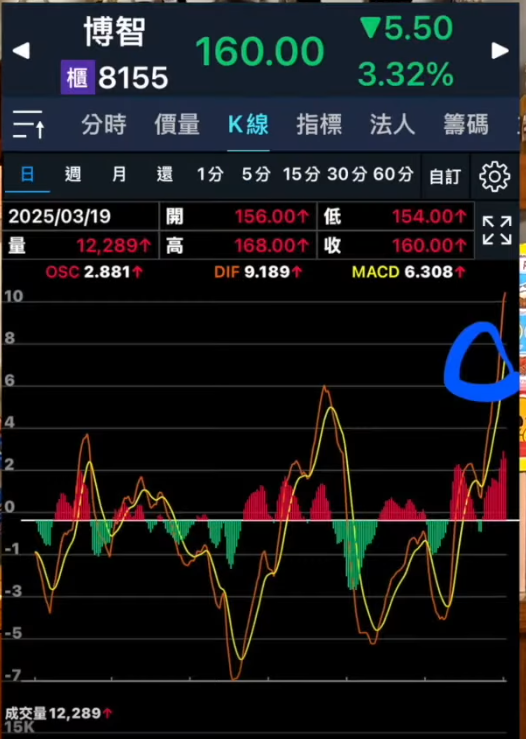 博智
160.00
▼5.50
3.32%
櫃 8155
分時 價量 K線 指標 法人 籌碼
日 週 月 還 1分 5分 15分 30分 60分 自訂
2025/03/19 開 156.00↑ 低 154.00↑
量 12,289↑ 高 168.00↑ 收 160.00↑
OSC 2.881↑ DIF 9.189↑ MACD 6.308↑
10
8
6
4
2
0
-1
-3
-5
-7
成交量12,289↑
15K